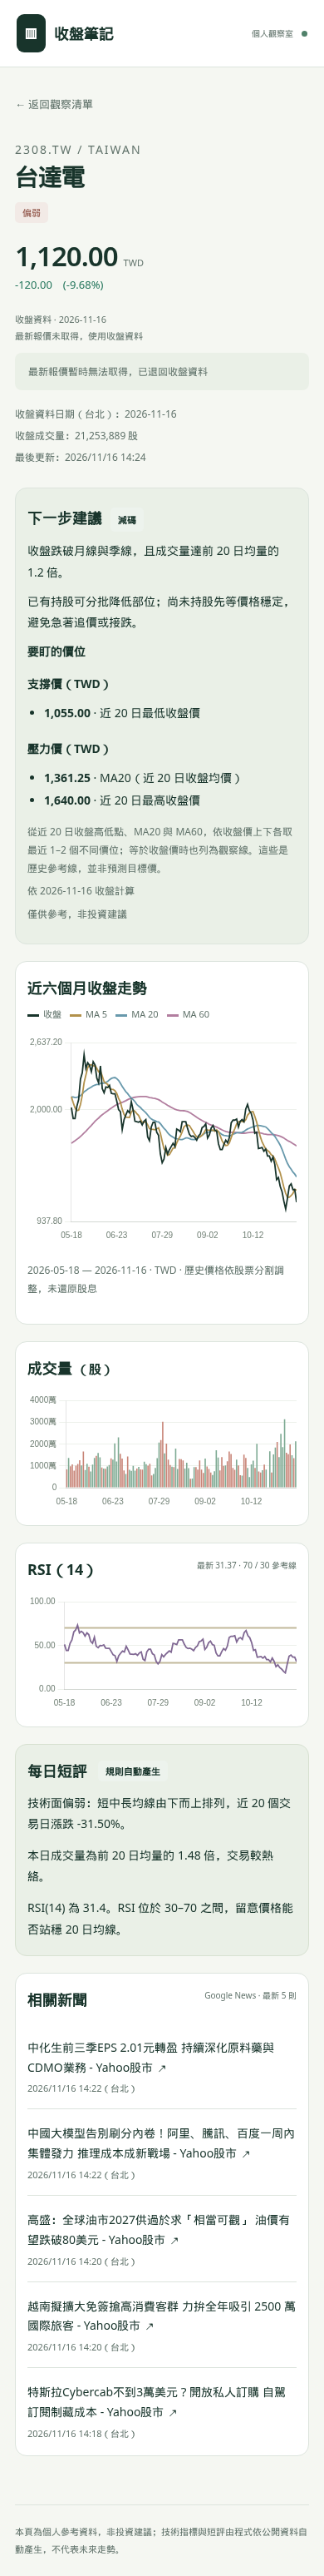 收盤筆記
個人觀察室
← 返回觀察清單
2308.TW / TAIWAN
台達電
偏弱
1,120.00 TWD
-120.00 (-9.68%)
收盤資料 · 2026-11-16
最新報價未取得，使用收盤資料
最新報價暫時無法取得，已退回收盤資料
收盤資料日期（台北）：2026-11-16
收盤成交量：21,253,889 股
最後更新：2026/11/16 14:24
下一步建議 減碼
收盤跌破月線與季線，且成交量達前 20 日均量的
1.2 倍。
已有持股可分批降低部位；尚未持股先等價格穩定，
避免急著追價或接跌。
要盯的價位
支撐價（TWD）
• 1,055.00 · 近 20 日最低收盤價
壓力價（TWD）
• 1,361.25 · MA20（近 20 日收盤均價）
• 1,640.00 · 近 20 日最高收盤價
從近 20 日收盤高低點、MA20 與 MA60，依收盤價上下各取
最近 1–2 個不同價位；等於收盤價時也列為觀察線。這些是
歷史參考線，並非預測目標價。
依 2026-11-16 收盤計算
僅供參考，非投資建議
近六個月收盤走勢
收盤 MA 5 MA 20 MA 60
2,637.20
2,000.00
937.80
05-18 06-23 07-29 09-02 10-12
2026-05-18 — 2026-11-16 · TWD · 歷史價格依股票分割調
整，未還原股息
成交量（股）
4000萬
3000萬
2000萬
1000萬
0
05-18 06-23 07-29 09-02 10-12
RSI（14） 最新 31.37 · 70 / 30 參考線
100.00
50.00
0.00
05-18 06-23 07-29 09-02 10-12
每日短評 規則自動產生
技術面偏弱：短中長均線由下而上排列，近 20 個交
易日漲跌 -31.50%。
本日成交量為前 20 日均量的 1.48 倍，交易較熱
絡。
RSI(14) 為 31.4。RSI 位於 30–70 之間，留意價格能
否站穩 20 日均線。
相關新聞 Google News · 最新 5 則
中化生前三季EPS 2.01元轉盈 持續深化原料藥與
CDMO業務 - Yahoo股市 ↗
2026/11/16 14:22（台北）
中國大模型告別刷分內卷！阿里、騰訊、百度一周內
集體發力 推理成本成新戰場 - Yahoo股市 ↗
2026/11/16 14:22（台北）
高盛：全球油市2027供過於求「相當可觀」 油價有
望跌破80美元 - Yahoo股市 ↗
2026/11/16 14:20（台北）
越南擬擴大免簽搶高消費客群 力拚全年吸引 2500 萬
國際旅客 - Yahoo股市 ↗
2026/11/16 14:20（台北）
特斯拉Cybercab不到3萬美元？開放私人訂購 自駕
訂閱制藏成本 - Yahoo股市 ↗
2026/11/16 14:18（台北）
本頁為個人參考資料，非投資建議；技術指標與短評由程式依公開資料自
動產生，不代表未來走勢。